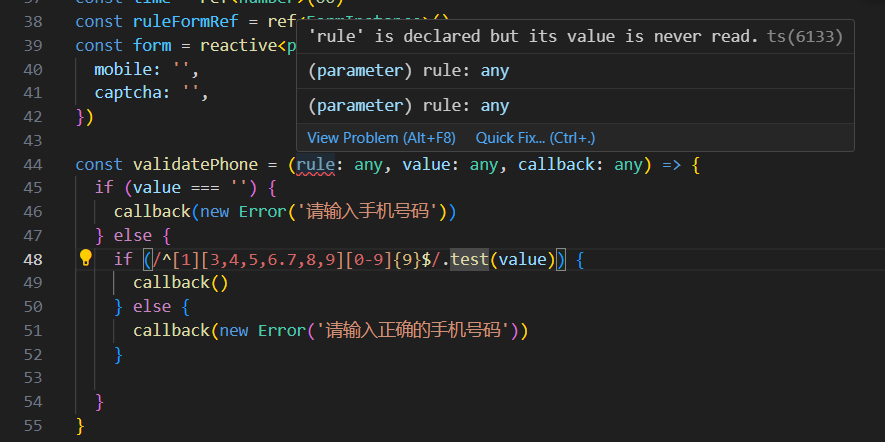 37 const time = ref<number>(60)
38 const ruleFormRef = ref<FormInstance>()
39 const form = reactive<p
40 mobile: '',
41 captcha: '',
42 })
'rule' is declared but its value is never read. ts(6133)
(parameter) rule: any
(parameter) rule: any
View Problem (Alt+F8) Quick Fix... (Ctrl+.)
43
44 const validatePhone = (rule: any, value: any, callback: any) => {
45 if (value === '') {
46 callback(new Error('请输入手机号码'))
47 } else {
48 if (/^[1][3,4,5,6.7,8,9][0-9]{9}$/.test(value)) {
49 callback()
50 } else {
51 callback(new Error('请输入正确的手机号码'))
52 }
53
54 }
55 }